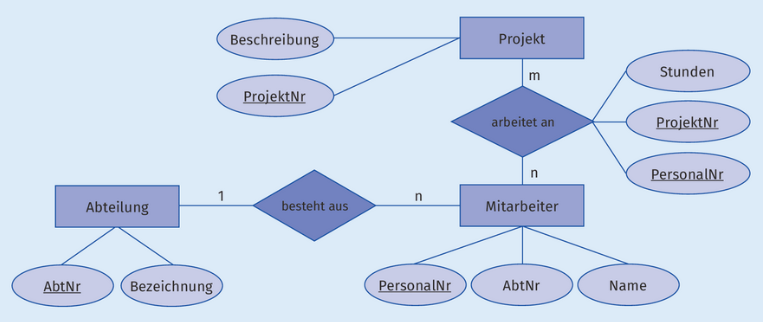 Beschreibung
Projekt
ProjektNr
m
Stunden
arbeitet an
ProjektNr
n
PersonalNr
Abteilung
1
besteht aus
n
Mitarbeiter
AbtNr
Bezeichnung
PersonalNr
AbtNr
Name